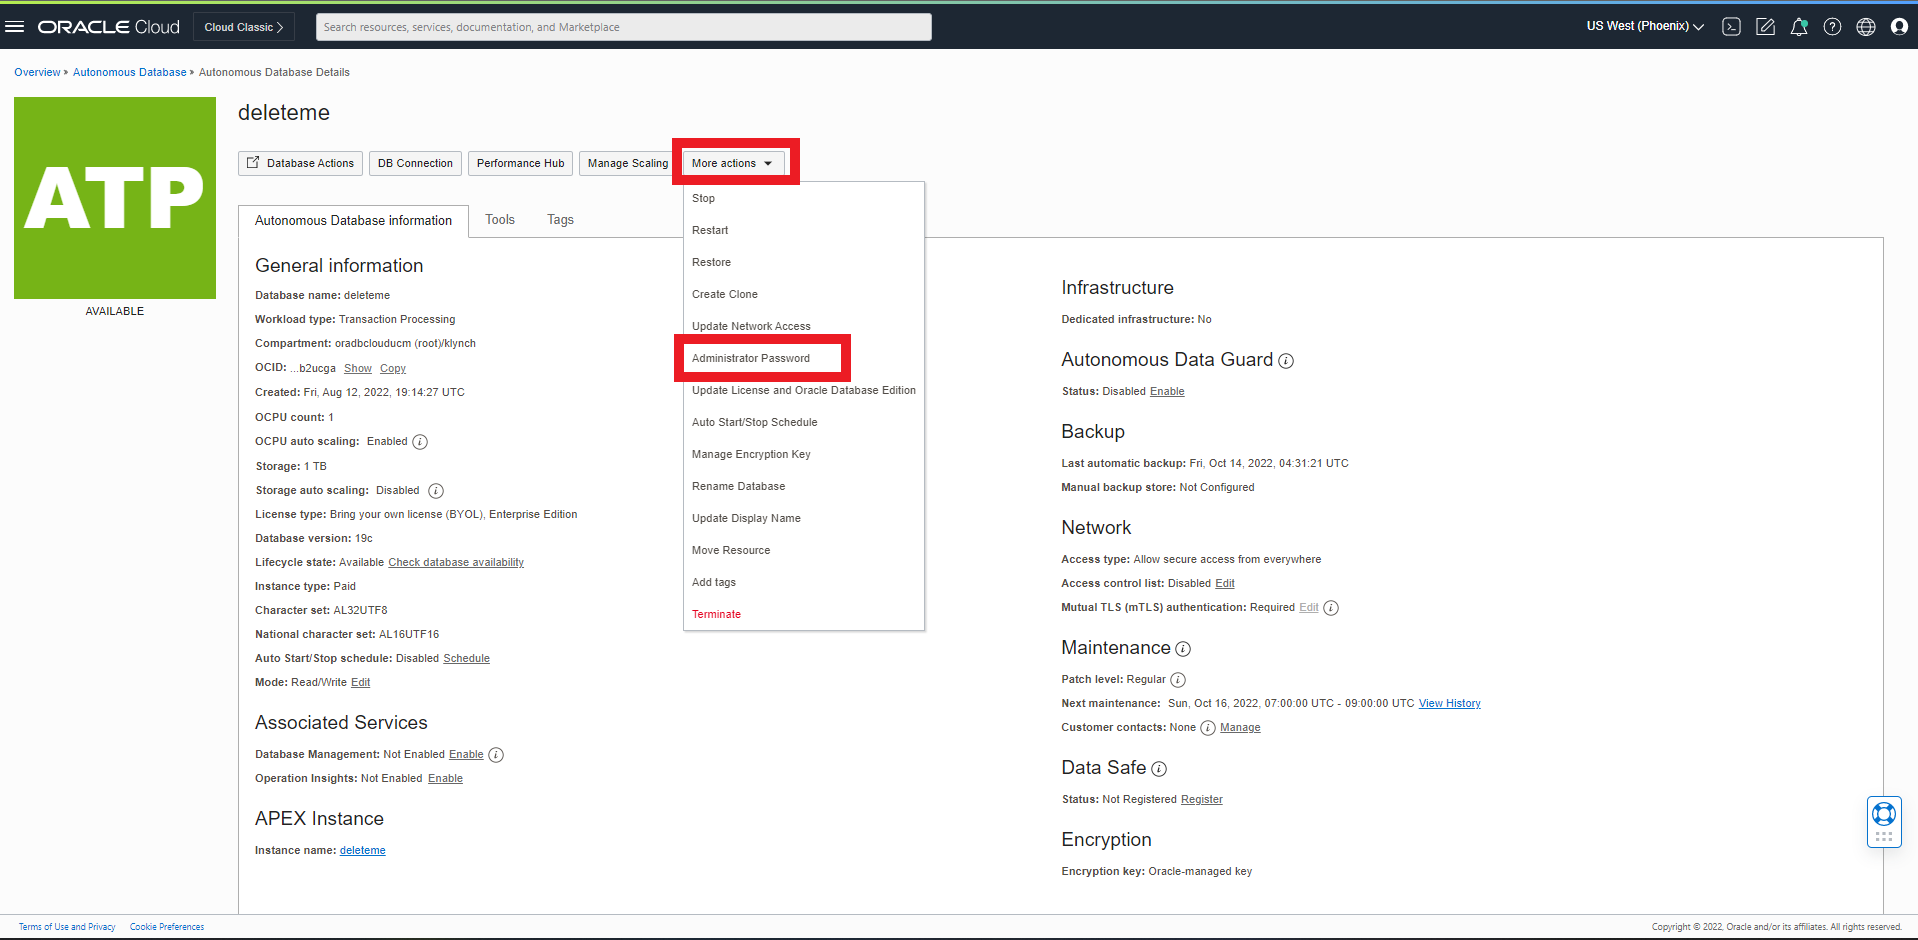 ORACLE Cloud
Cloud Classic >
Search resources, services, documentation, and Marketplace
US West (Phoenix)
Overview » Autonomous Database » Autonomous Database Details
ATP
AVAILABLE
deleteme
Database Actions
DB Connection
Performance Hub
Manage Scaling
More actions
Stop
Restart
Restore
Create Clone
Update Network Access
Administrator Password
Update License and Oracle Database Edition
Auto Start/Stop Schedule
Manage Encryption Key
Rename Database
Update Display Name
Move Resource
Add tags
Terminate
Autonomous Database information
Tools
Tags
General information
Database name: deleteme
Workload type: Transaction Processing
Compartment: oradbclouducm (root)/klynch
OCID: ...b2ucga Show Copy
Created: Fri, Aug 12, 2022, 19:14:27 UTC
OCPU count: 1
OCPU auto scaling: Enabled i
Storage: 1 TB
Storage auto scaling: Disabled i
License type: Bring your own license (BYOL), Enterprise Edition
Database version: 19c
Lifecycle state: Available Check database availability
Instance type: Paid
Character set: AL32UTF8
National character set: AL16UTF16
Auto Start/Stop schedule: Disabled Schedule
Mode: Read/Write Edit
Associated Services
Database Management: Not Enabled Enable i
Operation Insights: Not Enabled Enable
APEX Instance
Instance name: deleteme
Infrastructure
Dedicated infrastructure: No
Autonomous Data Guard i
Status: Disabled Enable
Backup
Last automatic backup: Fri, Oct 14, 2022, 04:31:21 UTC
Manual backup store: Not Configured
Network
Access type: Allow secure access from everywhere
Access control list: Disabled Edit
Mutual TLS (mTLS) authentication: Required Edit i
Maintenance i
Patch level: Regular i
Next maintenance: Sun, Oct 16, 2022, 07:00:00 UTC - 09:00:00 UTC View History
Customer contacts: None i Manage
Data Safe i
Status: Not Registered Register
Encryption
Encryption key: Oracle-managed key
Terms of Use and Privacy
Cookie Preferences
Copyright © 2022, Oracle and/or its affiliates. All rights reserved.